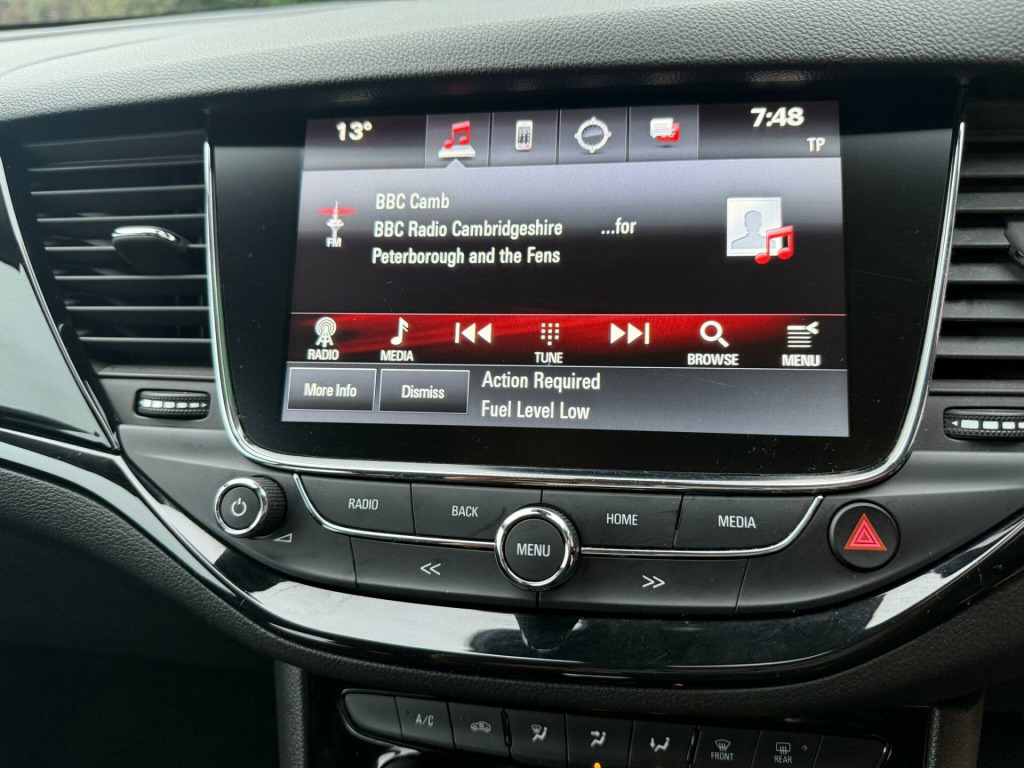 13° 7:48
TP
BBC Camb
FM
BBC Radio Cambridgeshire ...for
Peterborough and the Fens
RADIO MEDIA TUNE BROWSE MENU
More Info Dismiss Action Required
Fuel Level Low
RADIO BACK HOME MEDIA
MENU
<< >>
A/C FRONT REAR